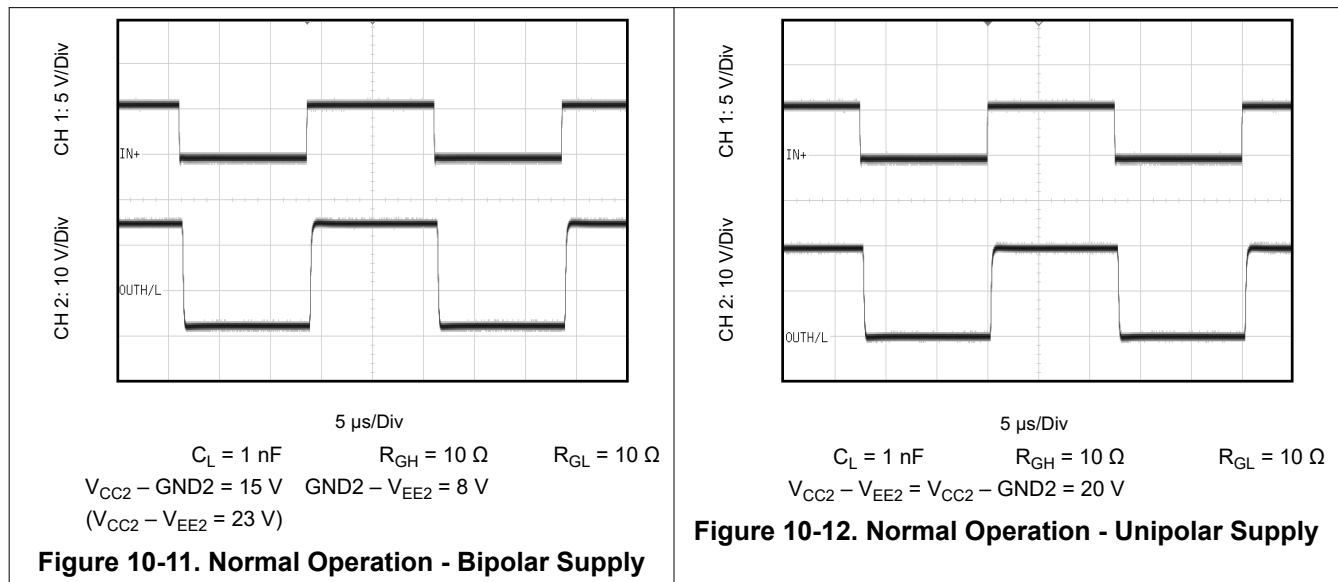 CH 1: 5 V/Div
IN+
CH 2: 10 V/Div
OUTH/L
5 µs/Div
C_L = 1 nF R_GH = 10 Ω R_GL = 10 Ω
V_CC2 – GND2 = 15 V GND2 – V_EE2 = 8 V
(V_CC2 – V_EE2 = 23 V)
Figure 10-11. Normal Operation - Bipolar Supply
CH 1: 5 V/Div
IN+
CH 2: 10 V/Div
OUTH/L
5 µs/Div
C_L = 1 nF R_GH = 10 Ω R_GL = 10 Ω
V_CC2 – V_EE2 = V_CC2 – GND2 = 20 V
Figure 10-12. Normal Operation - Unipolar Supply